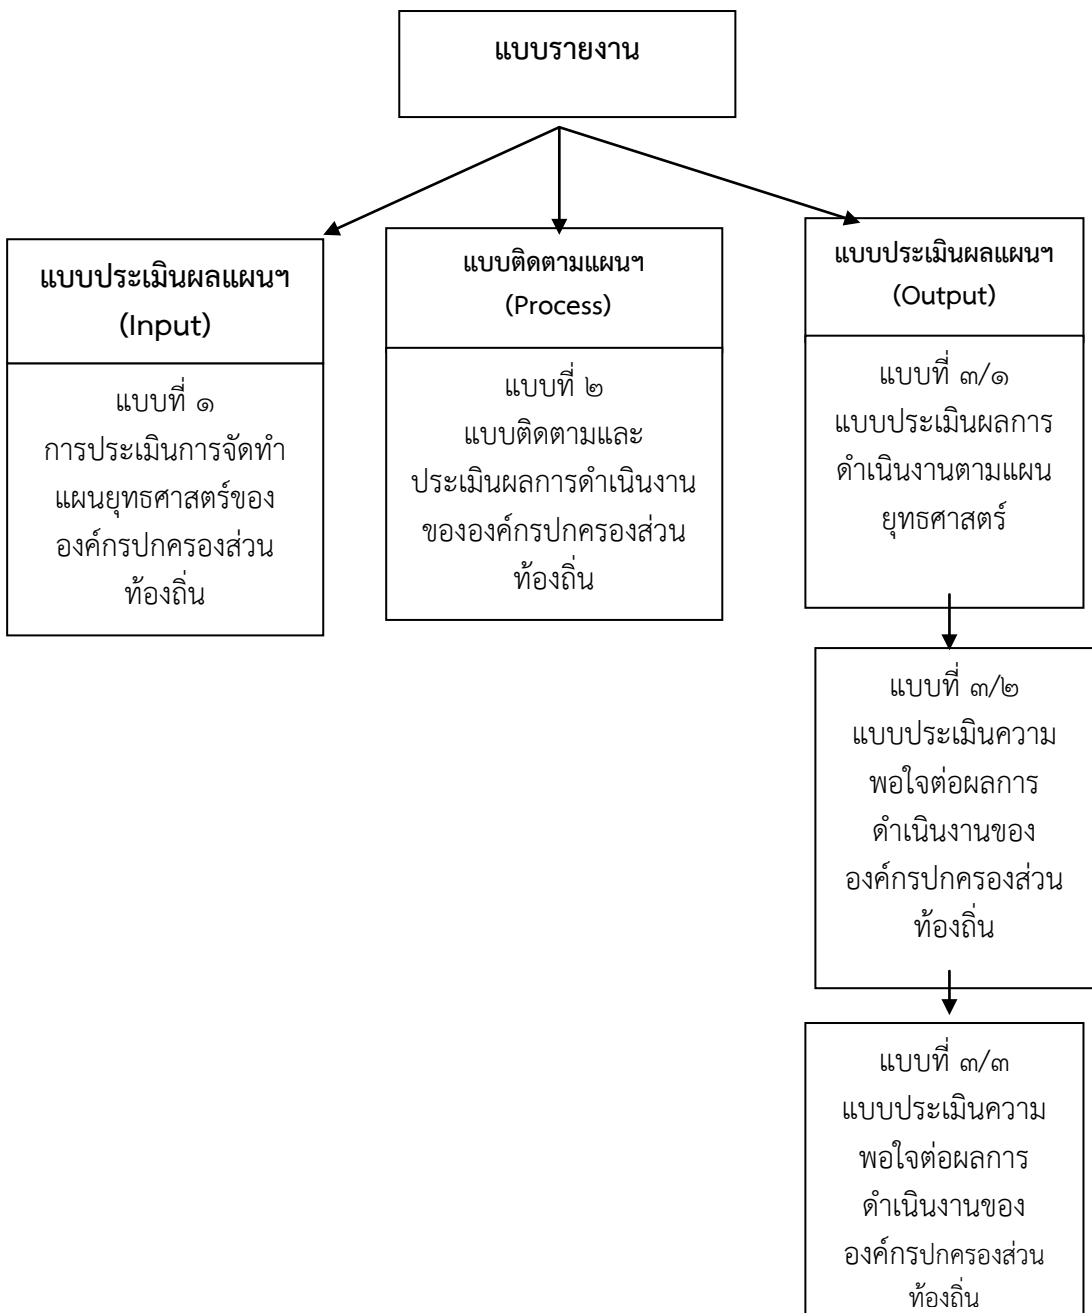 แบบรายงาน
แบบประเมินผลแผนฯ
(Input)
แบบที่ ๑
การประเมินการจัดทำ
แผนยุทธศาสตร์ของ
องค์กรปกครองส่วน
ท้องถิ่น
แบบติดตามแผนฯ
(Process)
แบบที่ ๒
แบบติดตามและ
ประเมินผลการดำเนินงาน
ขององค์กรปกครองส่วน
ท้องถิ่น
แบบประเมินผลแผนฯ
(Output)
แบบที่ ๓/๑
แบบประเมินผลการ
ดำเนินงานตามแผน
ยุทธศาสตร์
แบบที่ ๓/๒
แบบประเมินความ
พอใจต่อผลการ
ดำเนินงานของ
องค์กรปกครองส่วน
ท้องถิ่น
แบบที่ ๓/๓
แบบประเมินความ
พอใจต่อผลการ
ดำเนินงานของ
องค์กรปกครองส่วน
ท้องถิ่น